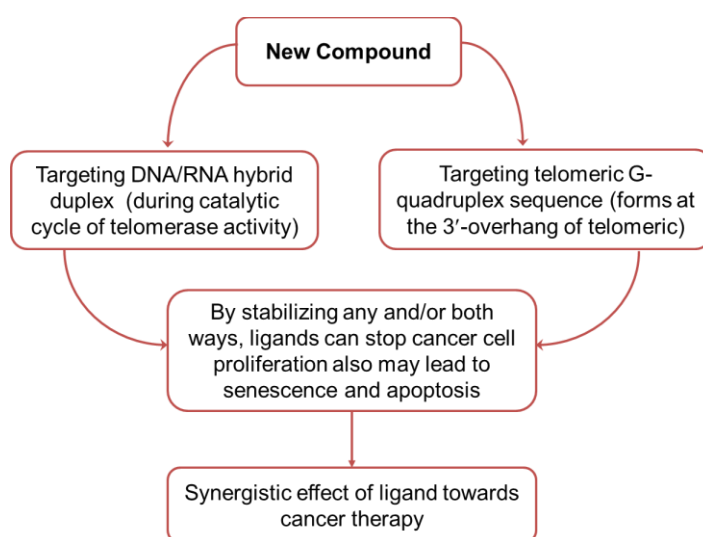 New Compound
Targeting DNA/RNA hybrid
duplex (during catalytic
cycle of telomerase activity)
Targeting telomeric G-
quadruplex sequence (forms at
the 3′-overhang of telomeric)
By stabilizing any and/or both
ways, ligands can stop cancer cell
proliferation also may lead to
senescence and apoptosis
Synergistic effect of ligand towards
cancer therapy